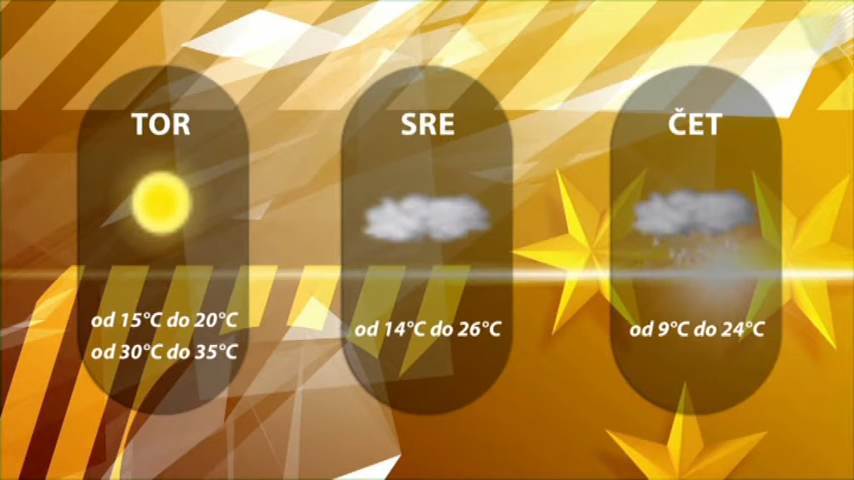 TOR
od 15°C do 20°C
od 30°C do 35°C
SRE
od 14°C do 26°C
ČET
od 9°C do 24°C